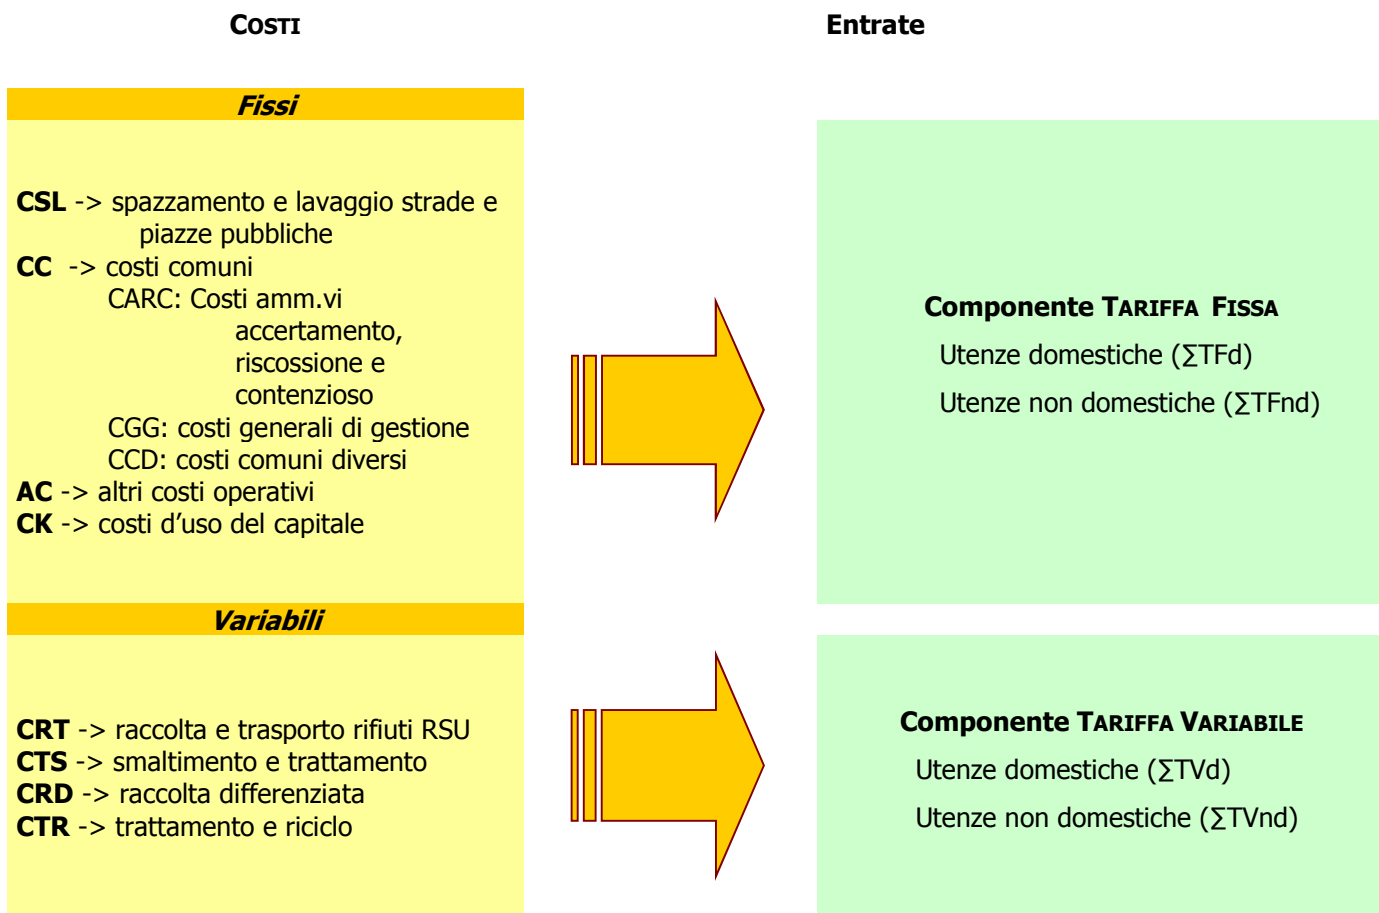 COSTI
Entrate
Fissi
CSL -> spazzamento e lavaggio strade e
piazze pubbliche
CC -> costi comuni
CARC: Costi amm.vi
accertamento,
riscossione e
contenzioso
CGG: costi generali di gestione
CCD: costi comuni diversi
AC -> altri costi operativi
CK -> costi d’uso del capitale
Componente TARIFFA FISSA
Utenze domestiche (∑TFd)
Utenze non domestiche (∑TFnd)
Variabili
CRT -> raccolta e trasporto rifiuti RSU
CTS -> smaltimento e trattamento
CRD -> raccolta differenziata
CTR -> trattamento e riciclo
Componente TARIFFA VARIABILE
Utenze domestiche (∑TVd)
Utenze non domestiche (∑TVnd)